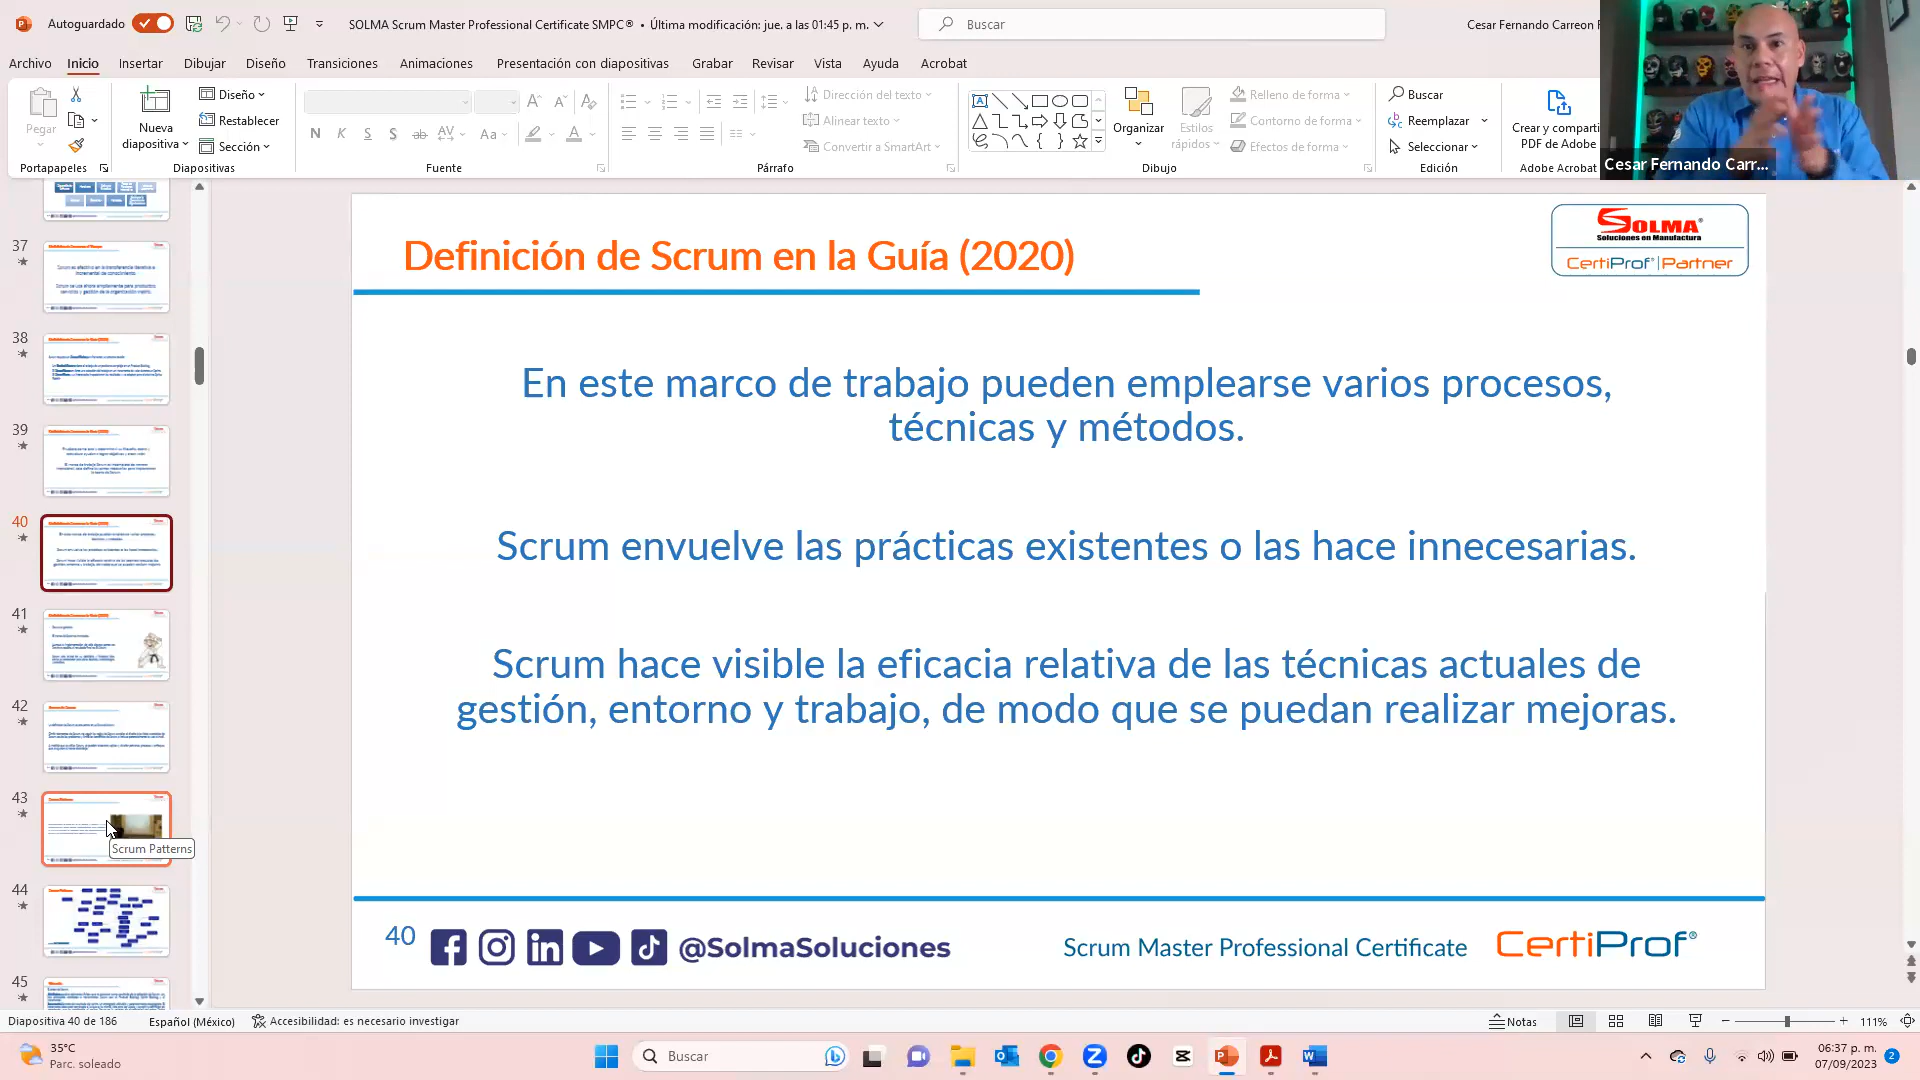 Autoguardado
SOLMA Scrum Master Professional Certificate SMPC® • Última modificación: jue. a las 01:45 p. m.
Buscar
Cesar Fernando Carreon
Archivo Inicio Insertar Dibujar Diseño Transiciones Animaciones Presentación con diapositivas Grabar Revisar Vista Ayuda Acrobat
Pegar
Portapapeles
Nueva diapositiva
Diseño
Restablecer
Sección
Diapositivas
N K S S ab AV Aa A
Fuente
Párrafo
Dirección del texto
Alinear texto
Convertir a SmartArt
Organizar
Estilos rápidos
Relleno de forma
Contorno de forma
Efectos de forma
Dibujo
Buscar
Reemplazar
Seleccionar
Edición
Crear y comparti
PDF de Adobe
Adobe Acrobat
Cesar Fernando Carr...
37
38
39
40
41
42
43
Scrum Patterns
44
45
Definición de Scrum en la Guía (2020)
SOLMA®
Soluciones en Manufactura
CertiProf® | Partner
En este marco de trabajo pueden emplearse varios procesos,
técnicas y métodos.
Scrum envuelve las prácticas existentes o las hace innecesarias.
Scrum hace visible la eficacia relativa de las técnicas actuales de
gestión, entorno y trabajo, de modo que se puedan realizar mejoras.
40 @SolmaSoluciones Scrum Master Professional Certificate CertiProf®
Diapositiva 40 de 186 Español (México) Accesibilidad: es necesario investigar Notas 111%
35°C
Parc. soleado
Buscar
06:37 p. m.
07/09/2023
2